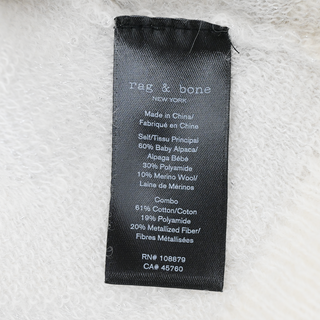 rag & bone
NEW YORK
Made in China/
Fabriqué en Chine
Self/Tissu Principal
60% Baby Alpaca/
Alpaga Bébé
30% Polyamide
10% Merino Wool/
Laine de Mérinos
Combo
61% Cotton/Coton
19% Polyamide
20% Metallized Fiber/
Fibres Métallisées
RN# 108679
CA# 45760